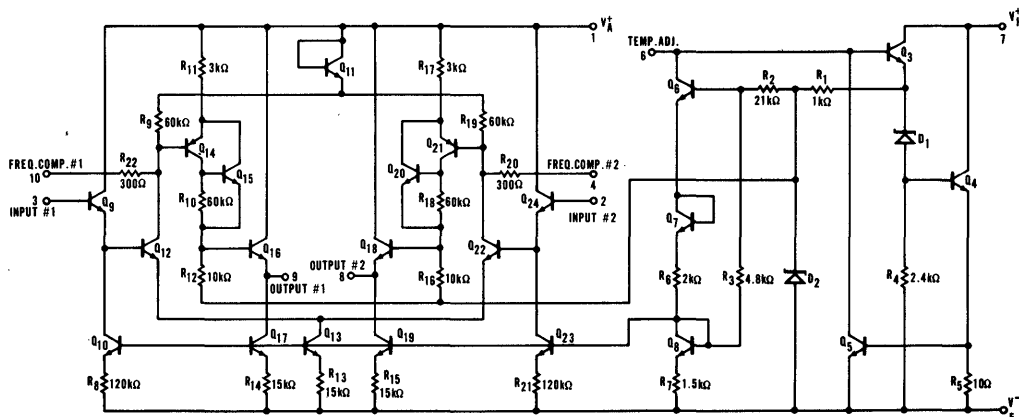 V⁺A
1
V⁺T
7
TEMP. ADJ.
6
Q3
Q11
R11
3kΩ
R17
3kΩ
Q6
R2
21kΩ
R1
1kΩ
R9
60kΩ
R19
60kΩ
Q14
Q21
D1
FREQ.COMP.#1
10
R22
300Ω
Q15
Q20
R20
300Ω
FREQ.COMP.#2
4
Q4
3
INPUT #1
Q9
R10
60kΩ
R18
60kΩ
Q24
2
INPUT #2
Q7
Q12
Q16
Q18
Q22
R12
10kΩ
9
OUTPUT #1
OUTPUT #2
8
R16
10kΩ
R6
2kΩ
R3
4.8kΩ
D2
R4
2.4kΩ
Q10
Q17
Q13
Q19
Q23
Q8
Q5
R8
120kΩ
R14
15kΩ
R13
15kΩ
R15
15kΩ
R21
120kΩ
R7
1.5kΩ
R5
10Ω
V⁻
5